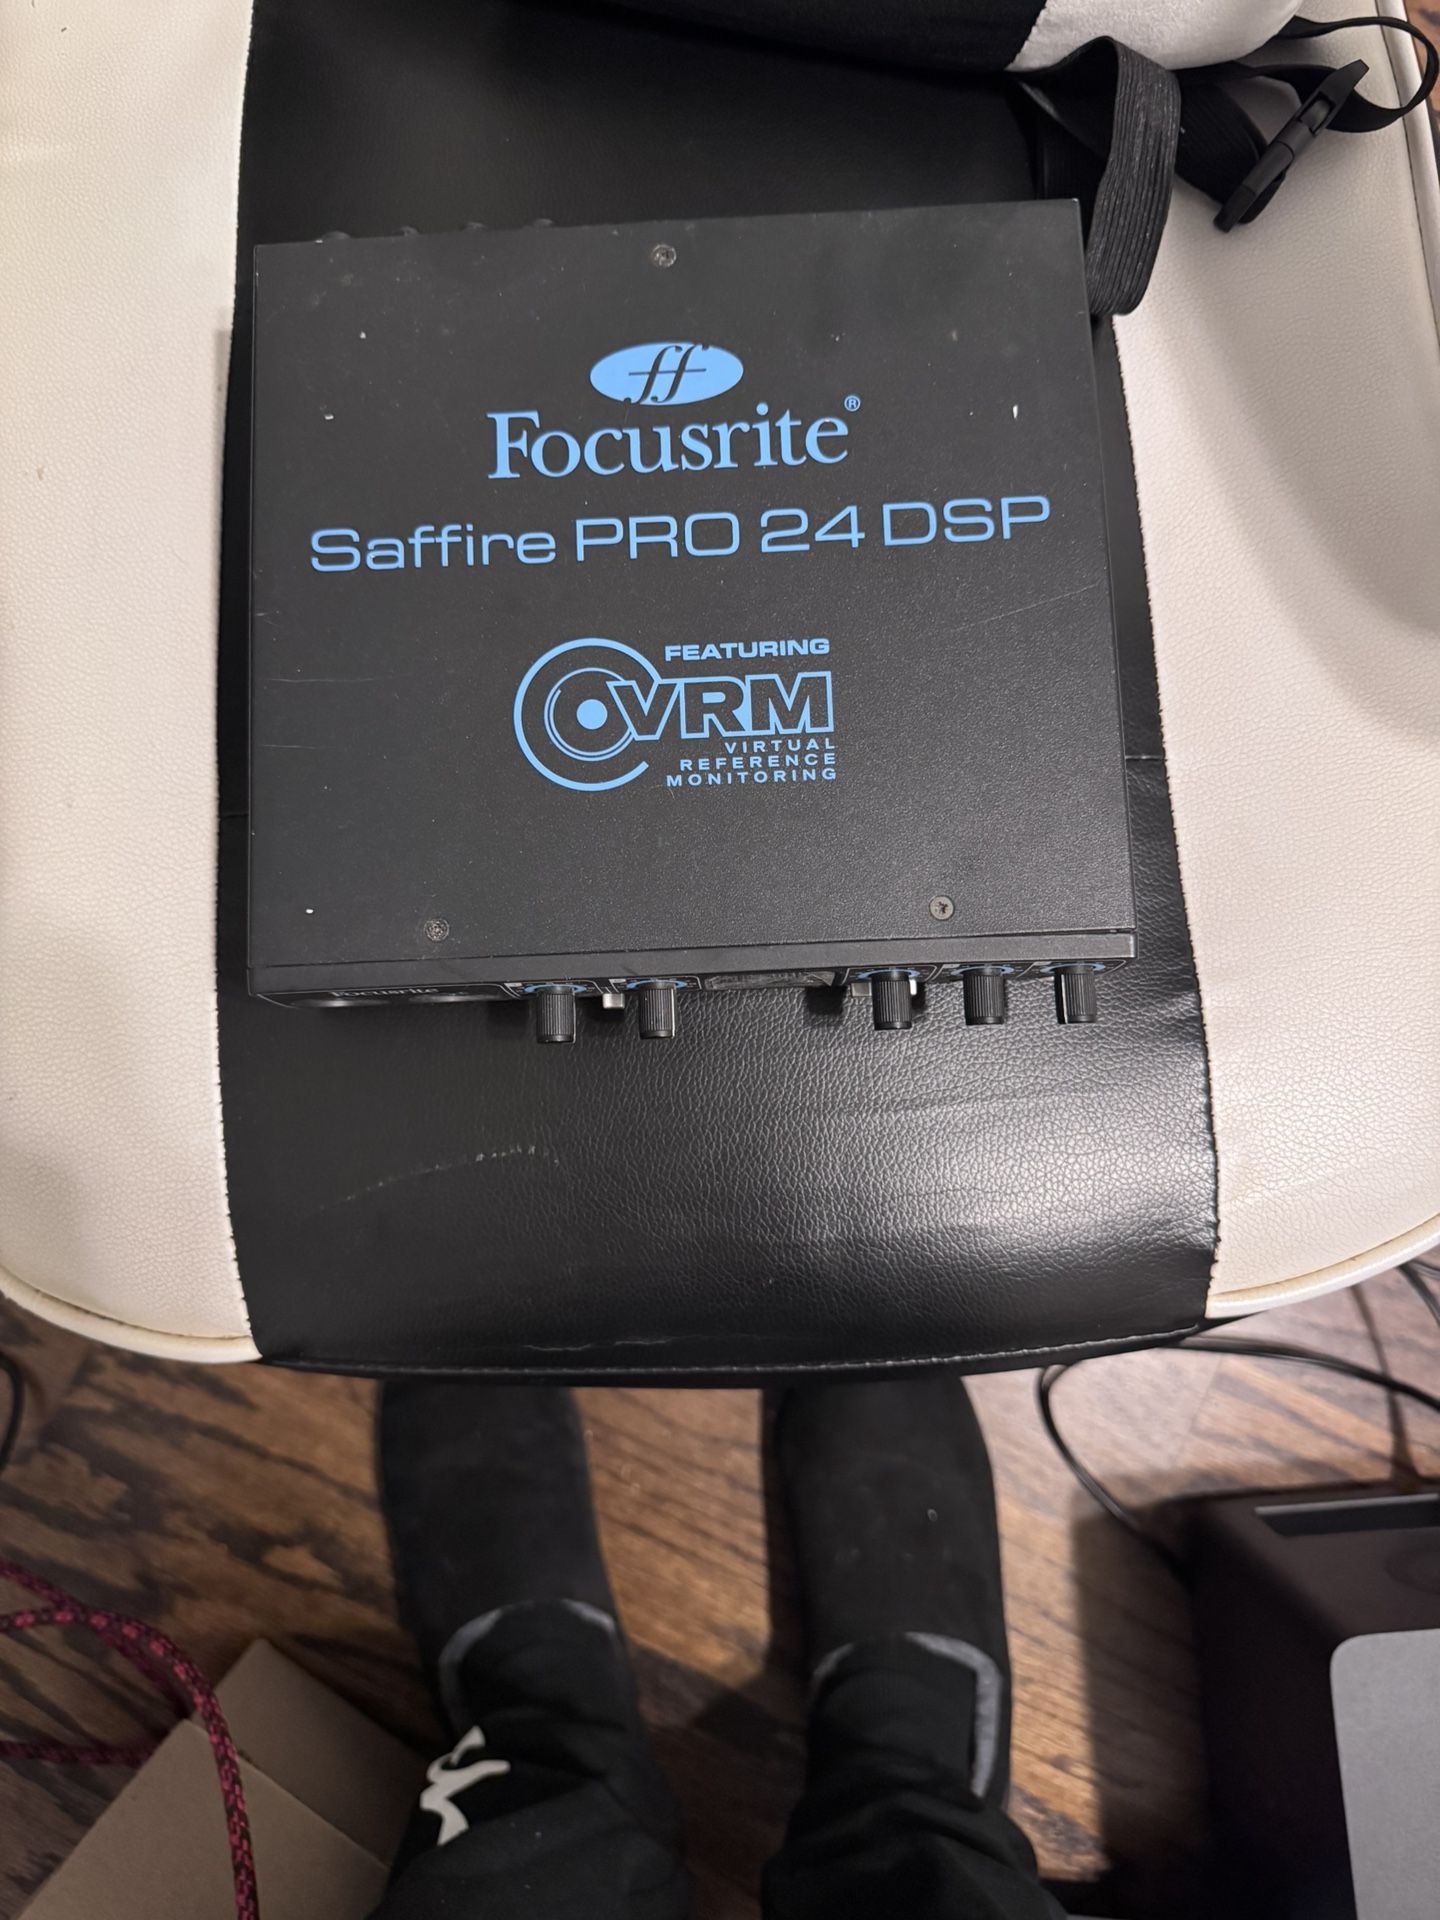 ff
Focusrite®
Saffire PRO 24 DSP
FEATURING
VRM
VIRTUAL
REFERENCE
MONITORING
Focusrite